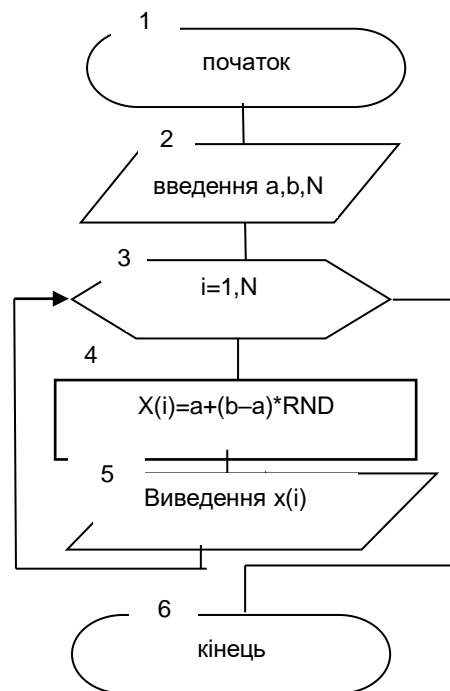 1
початок
2
введення a,b,N
3
i=1,N
4
X(i)=a+(b–a)*RND
5
Виведення x(i)
6
кінець